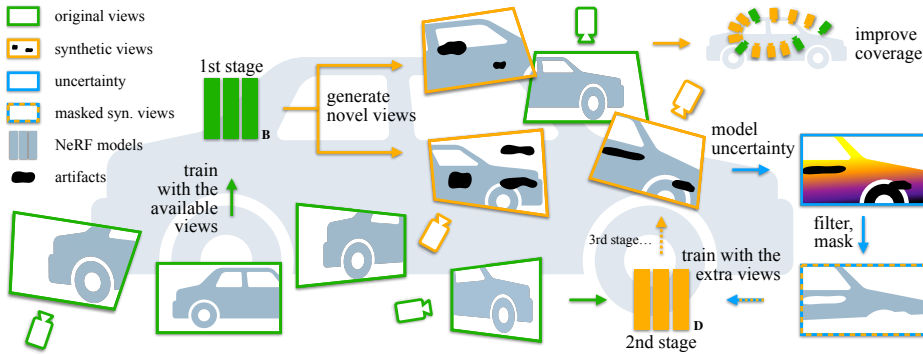 original views
synthetic views
uncertainty
masked syn. views
NeRF models
artifacts
1st stage
B
train
with the
available
views
generate
novel views
improve
coverage
model
uncertainty
filter,
mask
3rd stage...
train with the
extra views
D
2nd stage